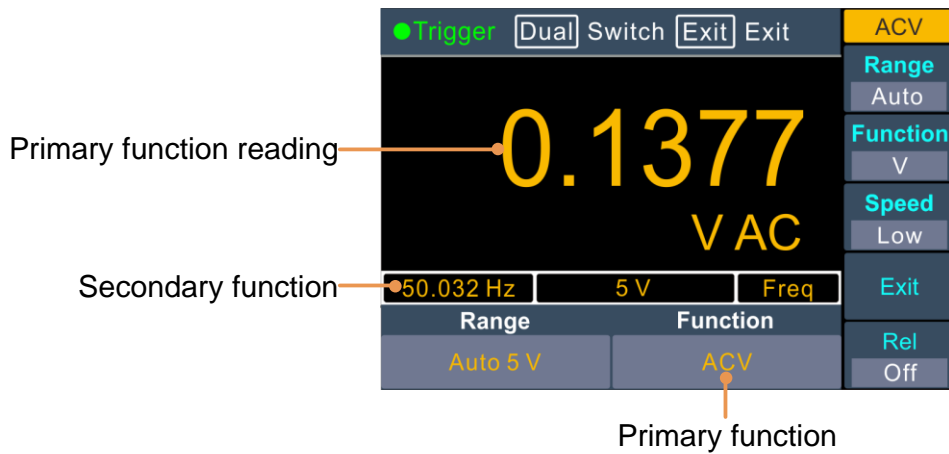 Trigger Dual Switch Exit Exit
ACV
Range
Auto
Function
V
Speed
Low
Exit
Rel
Off
Primary function reading
0.1377
V AC
Secondary function
50.032 Hz 5 V Freq
Range Function
Auto 5 V ACV
Primary function